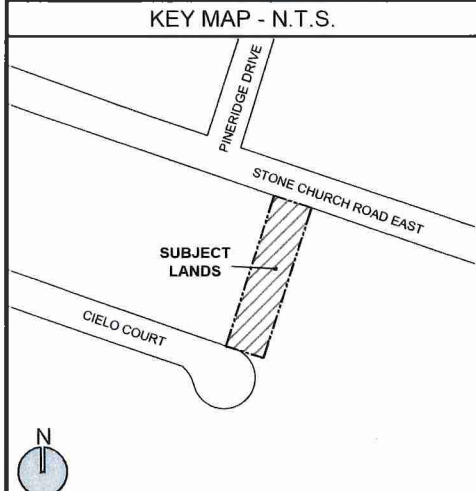 KEY MAP - N.T.S.
PINERIDGE DRIVE
STONE CHURCH ROAD EAST
SUBJECT
LANDS
CIELO COURT
N